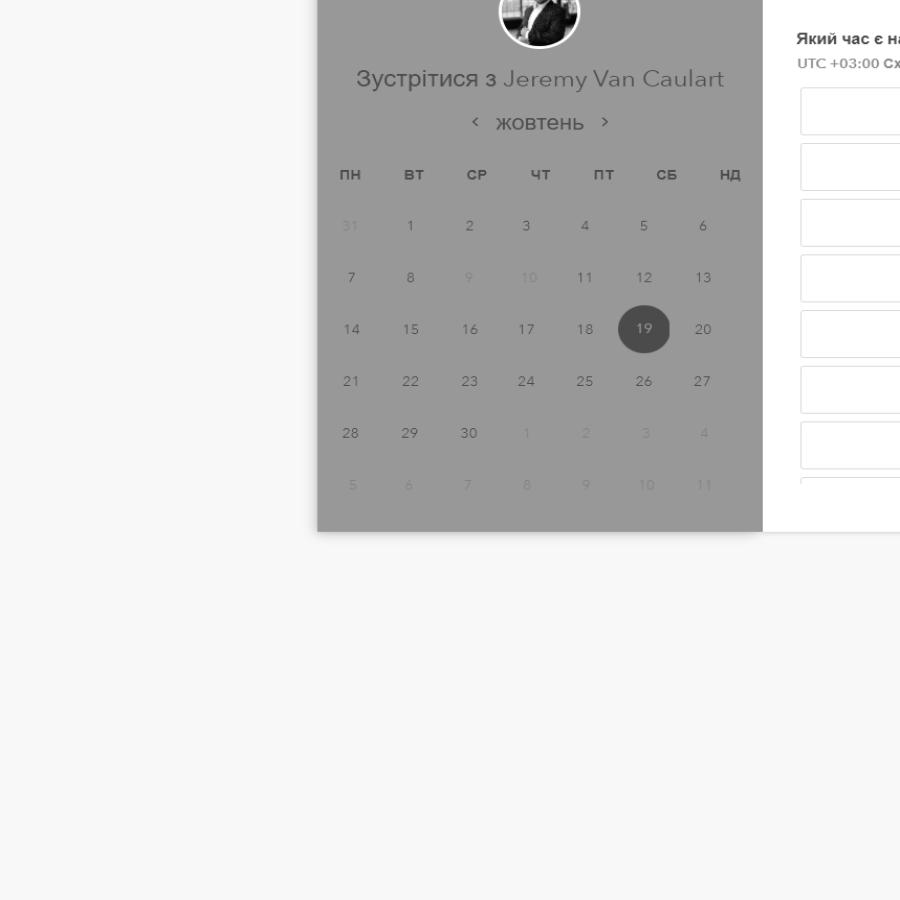 Зустрітися з Jeremy Van Caulart
‹ жовтень ›
ПН ВТ СР ЧТ ПТ СБ НД
31 1 2 3 4 5 6
7 8 9 10 11 12 13
14 15 16 17 18 19 20
21 22 23 24 25 26 27
28 29 30 1 2 3 4
5 6 7 8 9 10 11
Який час є
UTC +03:00